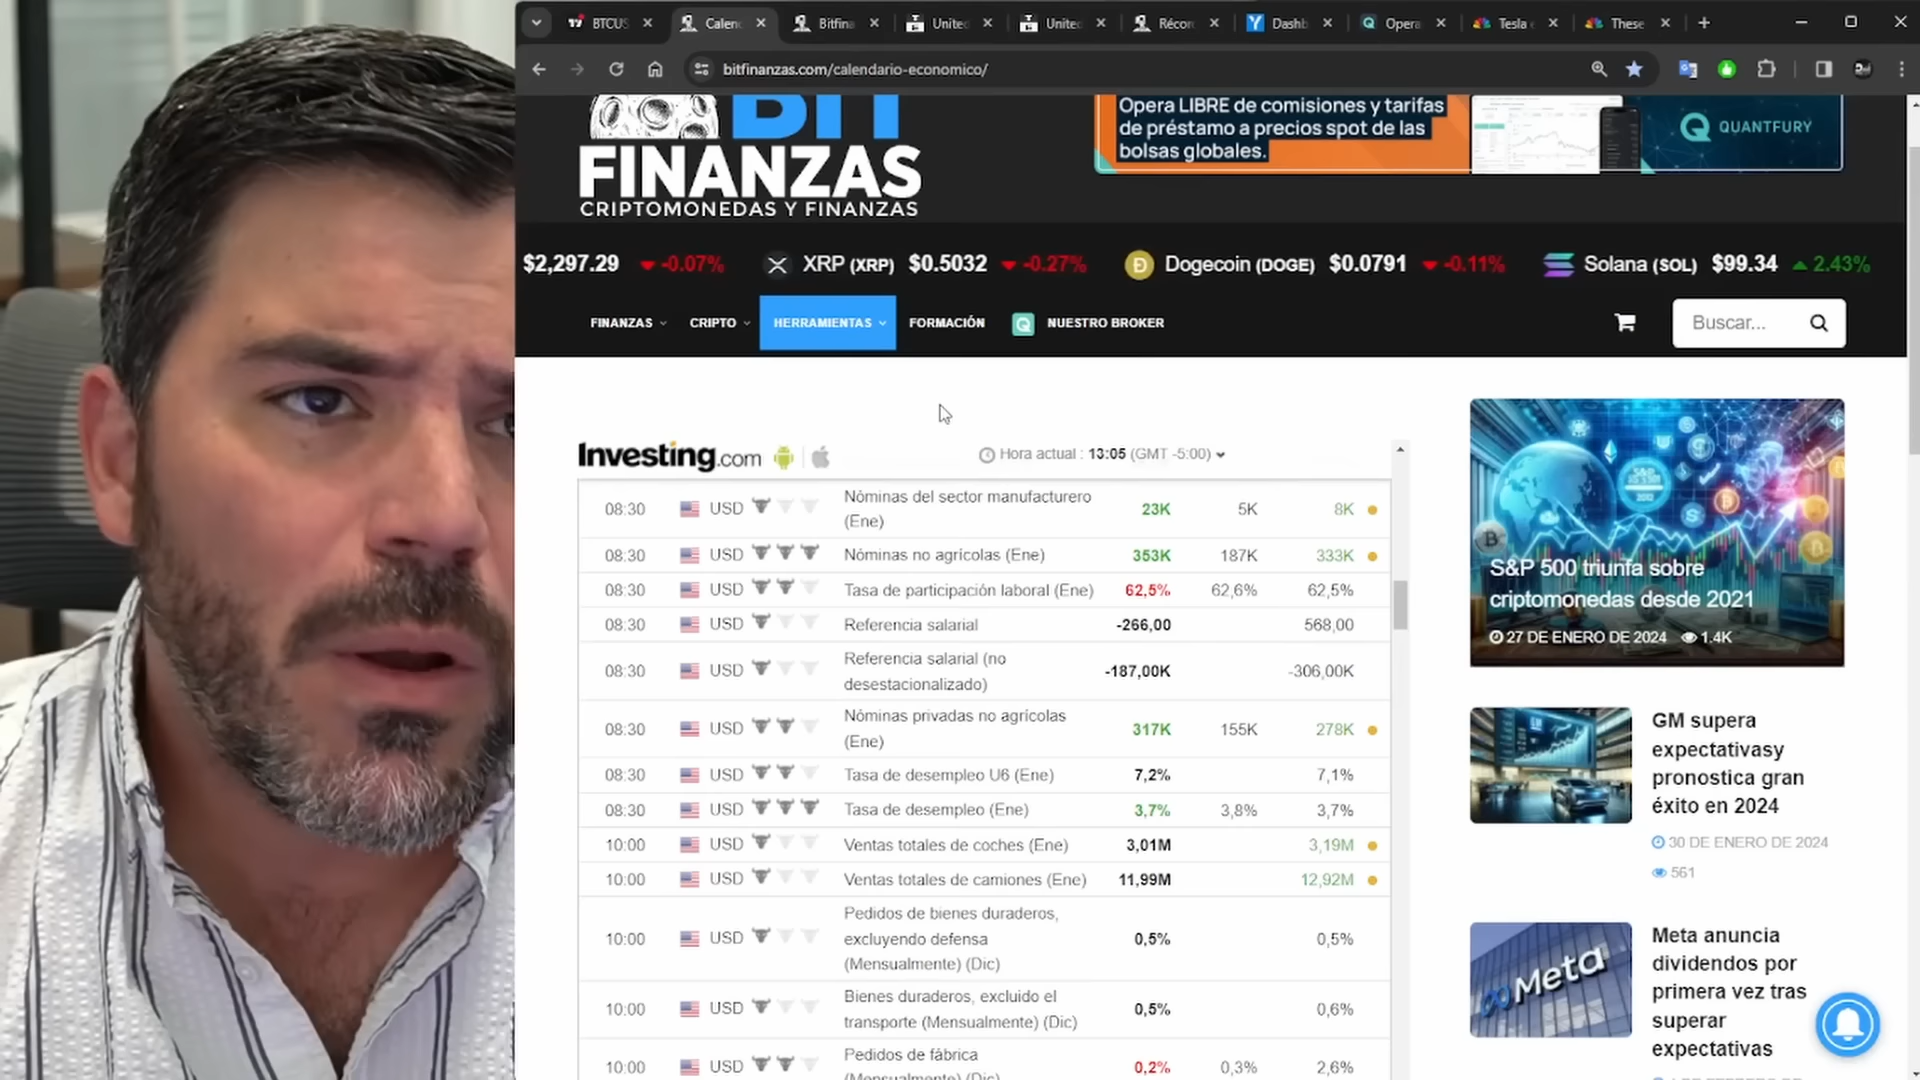 BTCUS
Calen
Bitfina
United
United
Récor
Dashb
Opera
Tesla
These
bitfinanzas.com/calendario-economico/
BIT
FINANZAS
CRIPTOMONEDAS Y FINANZAS
Opera LIBRE de comisiones y tarifas
de préstamo a precios spot de las
bolsas globales.
QUANTFURY
$2,297.29 -0.07% XRP (XRP) $0.5032 -0.27% Dogecoin (DOGE) $0.0791 -0.11% Solana (SOL) $99.34 2.43%
FINANZAS CRIPTO HERRAMIENTAS FORMACIÓN NUESTRO BROKER
Buscar...
Investing.com
Hora actual : 13:05 (GMT -5:00)
08:30 USD Nóminas del sector manufacturero
(Ene) 23K 5K 8K
08:30 USD Nóminas no agrícolas (Ene) 353K 187K 333K
08:30 USD Tasa de participación laboral (Ene) 62,5% 62,6% 62,5%
08:30 USD Referencia salarial -266,00 568,00
08:30 USD Referencia salarial (no
desestacionalizado) -187,00K -306,00K
08:30 USD Nóminas privadas no agrícolas
(Ene) 317K 155K 278K
08:30 USD Tasa de desempleo U6 (Ene) 7,2% 7,1%
08:30 USD Tasa de desempleo (Ene) 3,7% 3,8% 3,7%
10:00 USD Ventas totales de coches (Ene) 3,01M 3,19M
10:00 USD Ventas totales de camiones (Ene) 11,99M 12,92M
10:00 USD Pedidos de bienes duraderos,
excluyendo defensa
(Mensualmente) (Dic) 0,5% 0,5%
10:00 USD Bienes duraderos, excluido el
transporte (Mensualmente) (Dic) 0,5% 0,6%
10:00 USD Pedidos de fábrica
(Mensualmente) (Dic) 0,2% 0,3% 2,6%
S&P 500 triunfa sobre
criptomonedas desde 2021
27 DE ENERO DE 2024 1.4K
GM supera
expectativasy
pronostica gran
éxito en 2024
30 DE ENERO DE 2024
561
Meta
Meta anuncia
dividendos por
primera vez tras
superar
expectativas